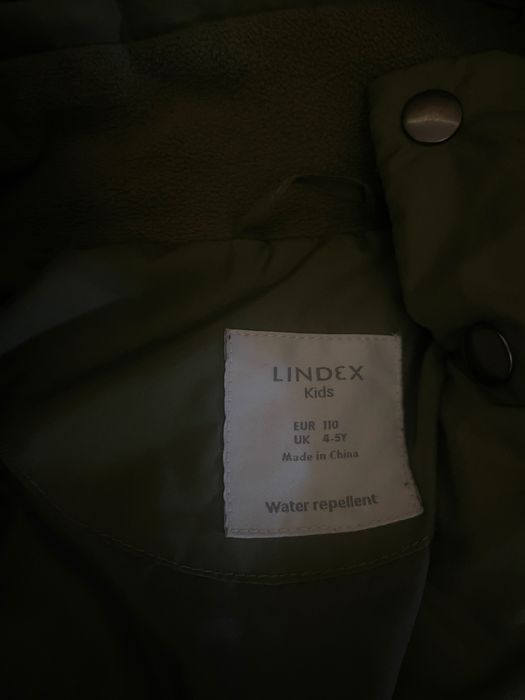 LINDEX
Kids
EUR 110
UK 4-5Y
Made in China
Water repellent